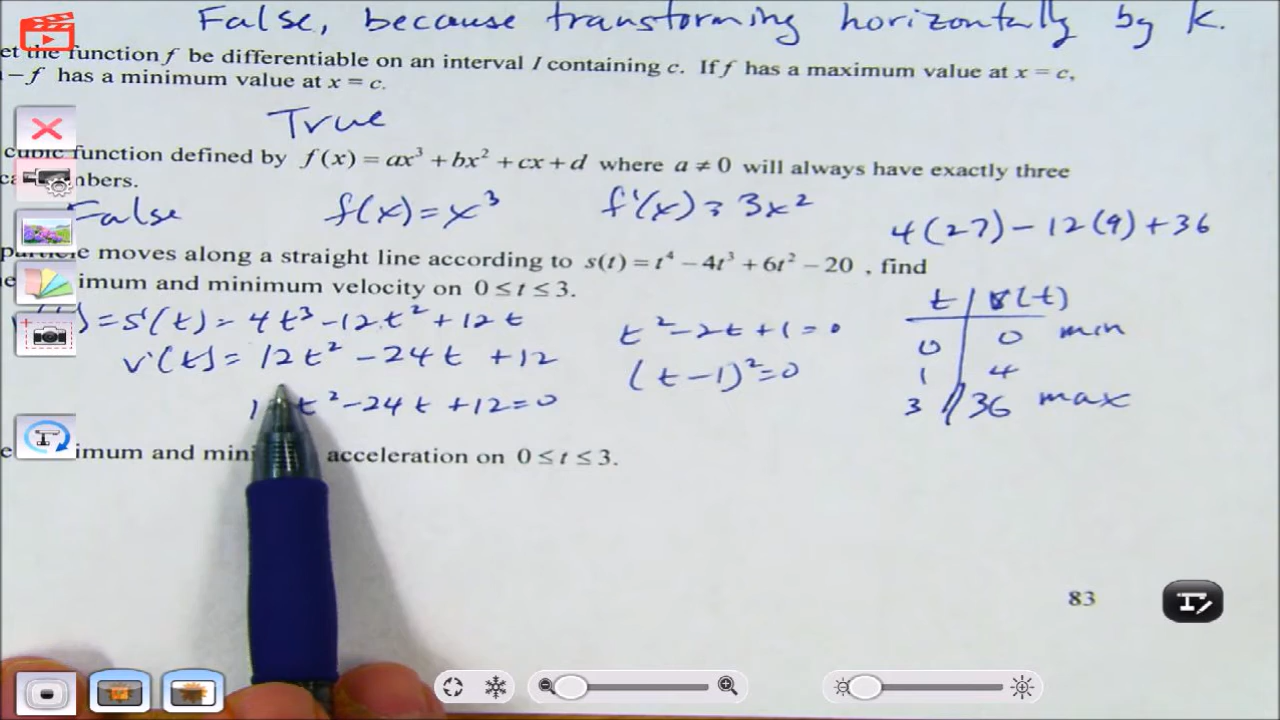 False, because transforming horizontally by k.
et the function f be differentiable on an interval I containing c. If f has a maximum value at x = c,
−f has a minimum value at x = c.
True
cubic function defined by f(x) = ax³ + bx² + cx + d where a ≠ 0 will always have exactly three
mbers.
False f(x) = x³ f'(x) = 3x²
4(27) − 12(9) + 36
particle moves along a straight line according to s(t) = t⁴ − 4t³ + 6t² − 20 , find
imum and minimum velocity on 0 ≤ t ≤ 3.
) = s'(t) = 4t³ − 12t² + 12t
v'(t) = 12t² − 24t + 12
t² − 24t + 12 = 0
t² − 2t + 1 = 0
(t − 1)² = 0
t | v(t)
0 | 0 min
1 | 4
3 | 36 max
imum and mini acceleration on 0 ≤ t ≤ 3.
83